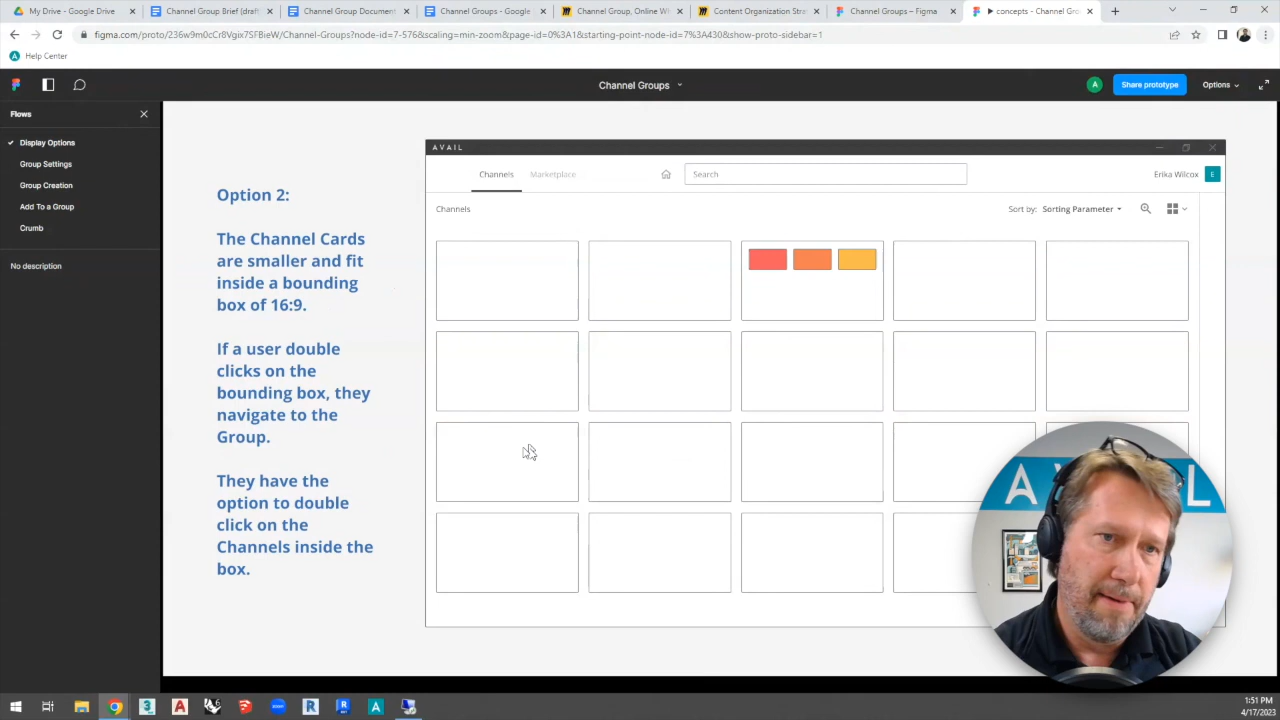 My Drive - Google Drive
Channel Group Brief (draft
Channel Group Document
Channel Groups - Google
Channel Group, Online W
Content Organization Stra
Channel Groups – Figma
concepts - Channel Gro
figma.com/proto/236w9m0cCr8Vgix7SFBieW/Channel-Groups?node-id=7-576&scaling=min-zoom&page-id=0%3A1&starting-point-node-id=7%3A430&show-proto-sidebar=1
A Help Center
Channel Groups
A
Share prototype
Options
Flows
Display Options
Group Settings
Group Creation
Add To a Group
Crumb
No description
Option 2:
The Channel Cards
are smaller and fit
inside a bounding
box of 16:9.
If a user double
clicks on the
bounding box, they
navigate to the
Group.
They have the
option to double
click on the
Channels inside the
box.
AVAIL
Channels
Marketplace
Search
Erika Wilcox
E
Channels
Sort by: Sorting Parameter
AVAIL
1:51 PM
4/17/2023